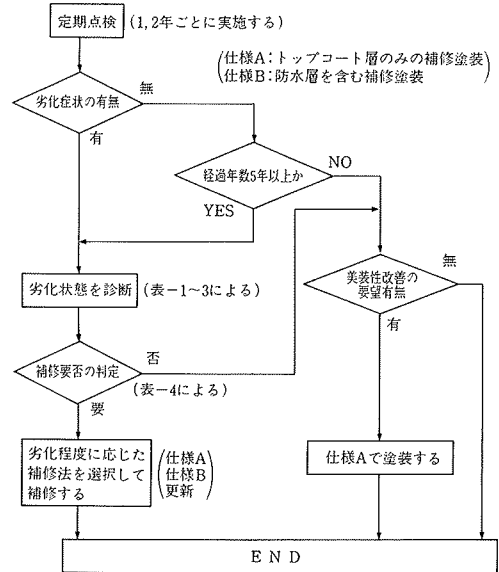 定期点検 (1,2年ごとに実施する)
(仕様A:トップコート層のみの補修塗装
仕様B:防水層を含む補修塗装)
劣化症状の有無
無
有
経過年数5年以上か
NO
YES
劣化状態を診断 (表−1~3による)
美装性改善の
要望有無
無
有
補修要否の判定
否
(表−4による)
要
劣化程度に応じた
補修法を選択して
補修する
(仕様A
仕様B
更新)
仕様Aで塗装する
END